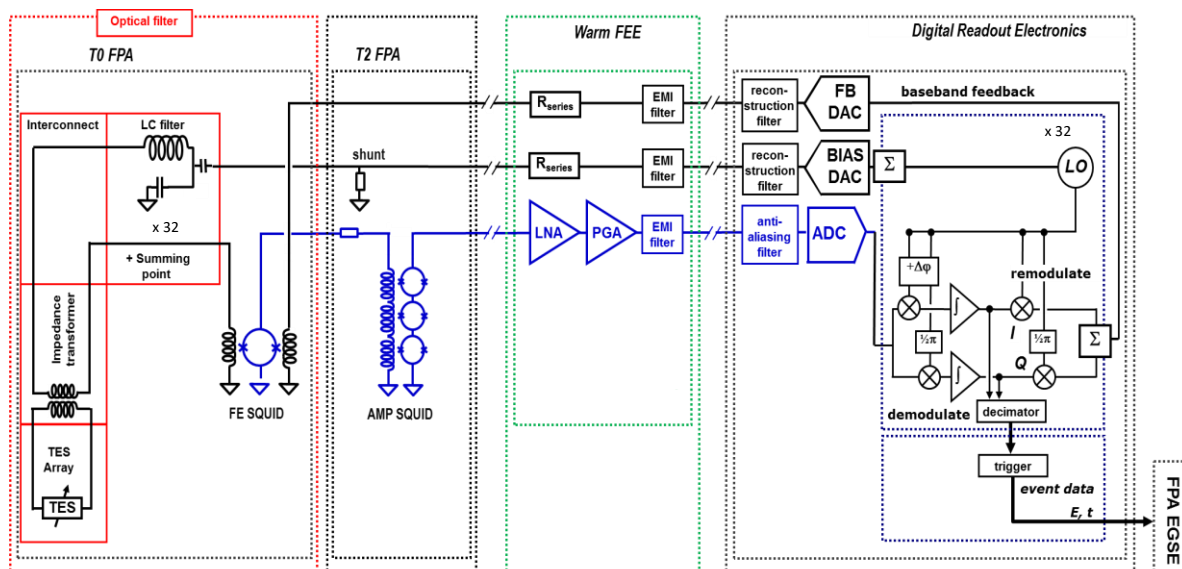 Optical filter
T0 FPA
T2 FPA
Warm FEE
Digital Readout Electronics
Interconnect
LC filter
x 32
+ Summing
point
Impedance
transformer
TES
Array
TES
FE SQUID
shunt
AMP SQUID
Rseries
EMI
filter
Rseries
EMI
filter
LNA
PGA
EMI
filter
recon-
struction
filter
FB
DAC
baseband feedback
recon-
struction
filter
BIAS
DAC
Σ
x 32
LO
anti-
aliasing
filter
ADC
+Δφ
remodulate
∫
I
½π
½π
Σ
∫
Q
demodulate
decimator
trigger
event data
E, t
FPA EGSE